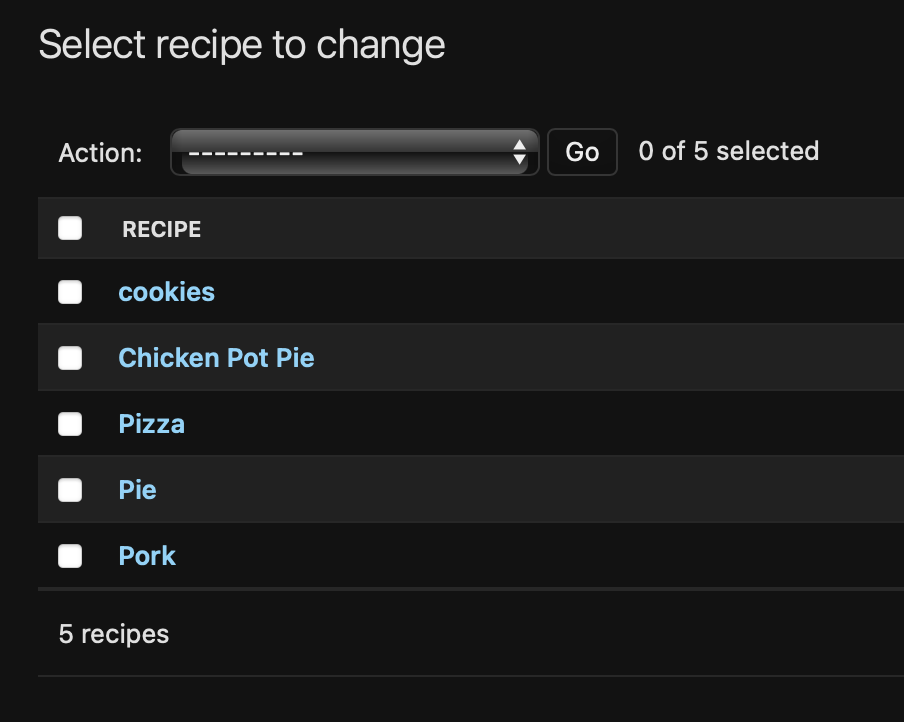 Select recipe to change
Action: --------- Go 0 of 5 selected
RECIPE
cookies
Chicken Pot Pie
Pizza
Pie
Pork
5 recipes